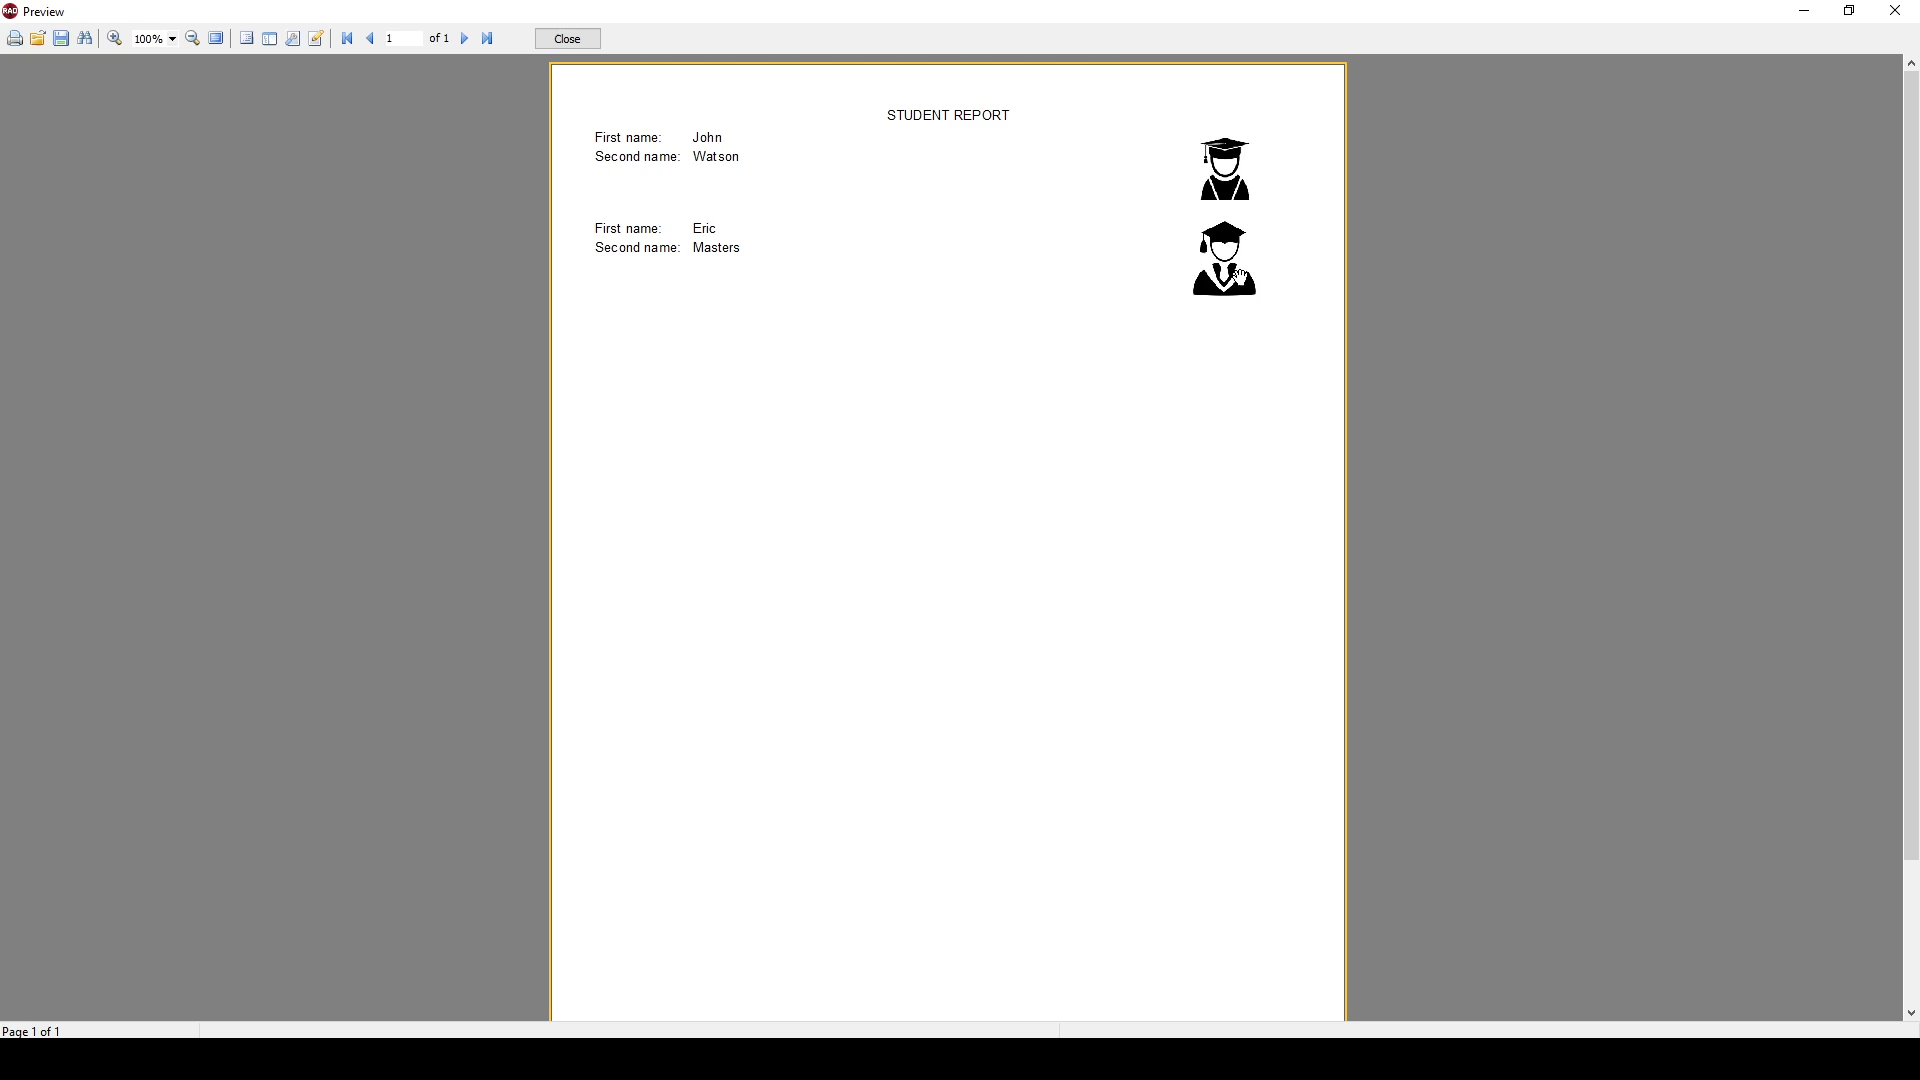 RAD Preview
100% 1 of 1 Close
STUDENT REPORT
First name: John
Second name: Watson
First name: Eric
Second name: Masters
Page 1 of 1